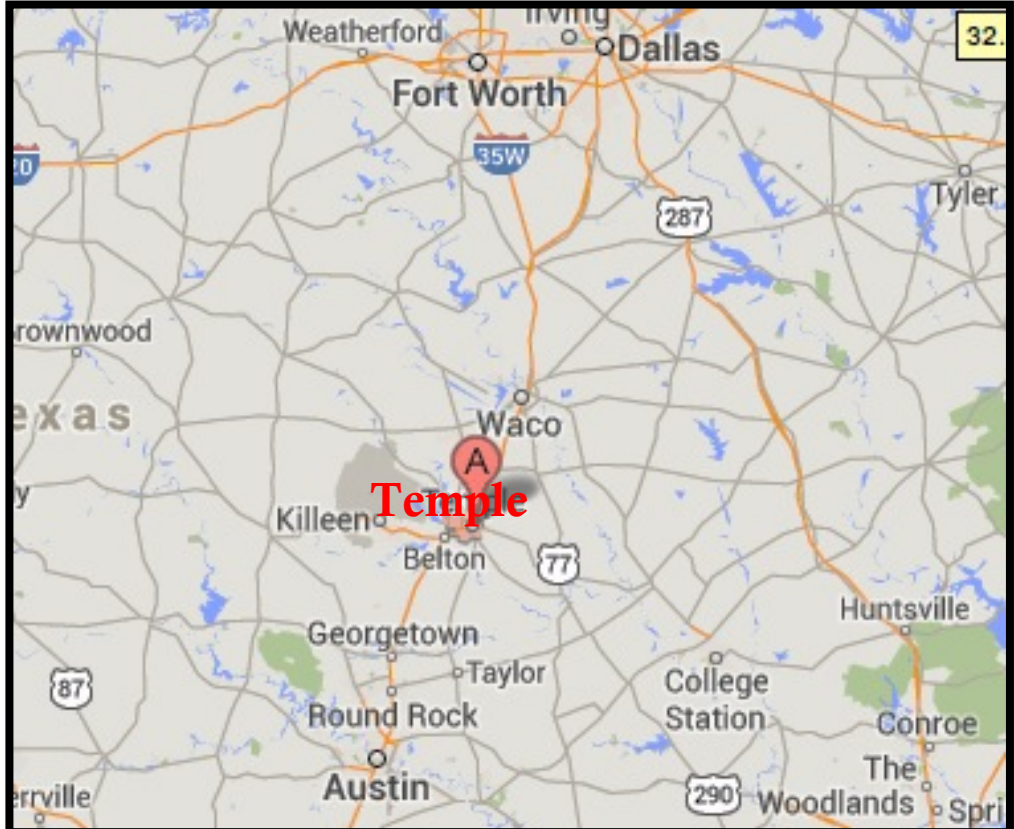 Irving
Weatherford
Dallas
32.
Fort Worth
20
35W
Tyler
287
rownwood
exas
Waco
A
y
Temple
Killeen
Belton
77
Huntsville
Georgetown
Taylor
87
College
Station
Round Rock
Conroe
The
Woodlands
Austin
290
errville
Spri